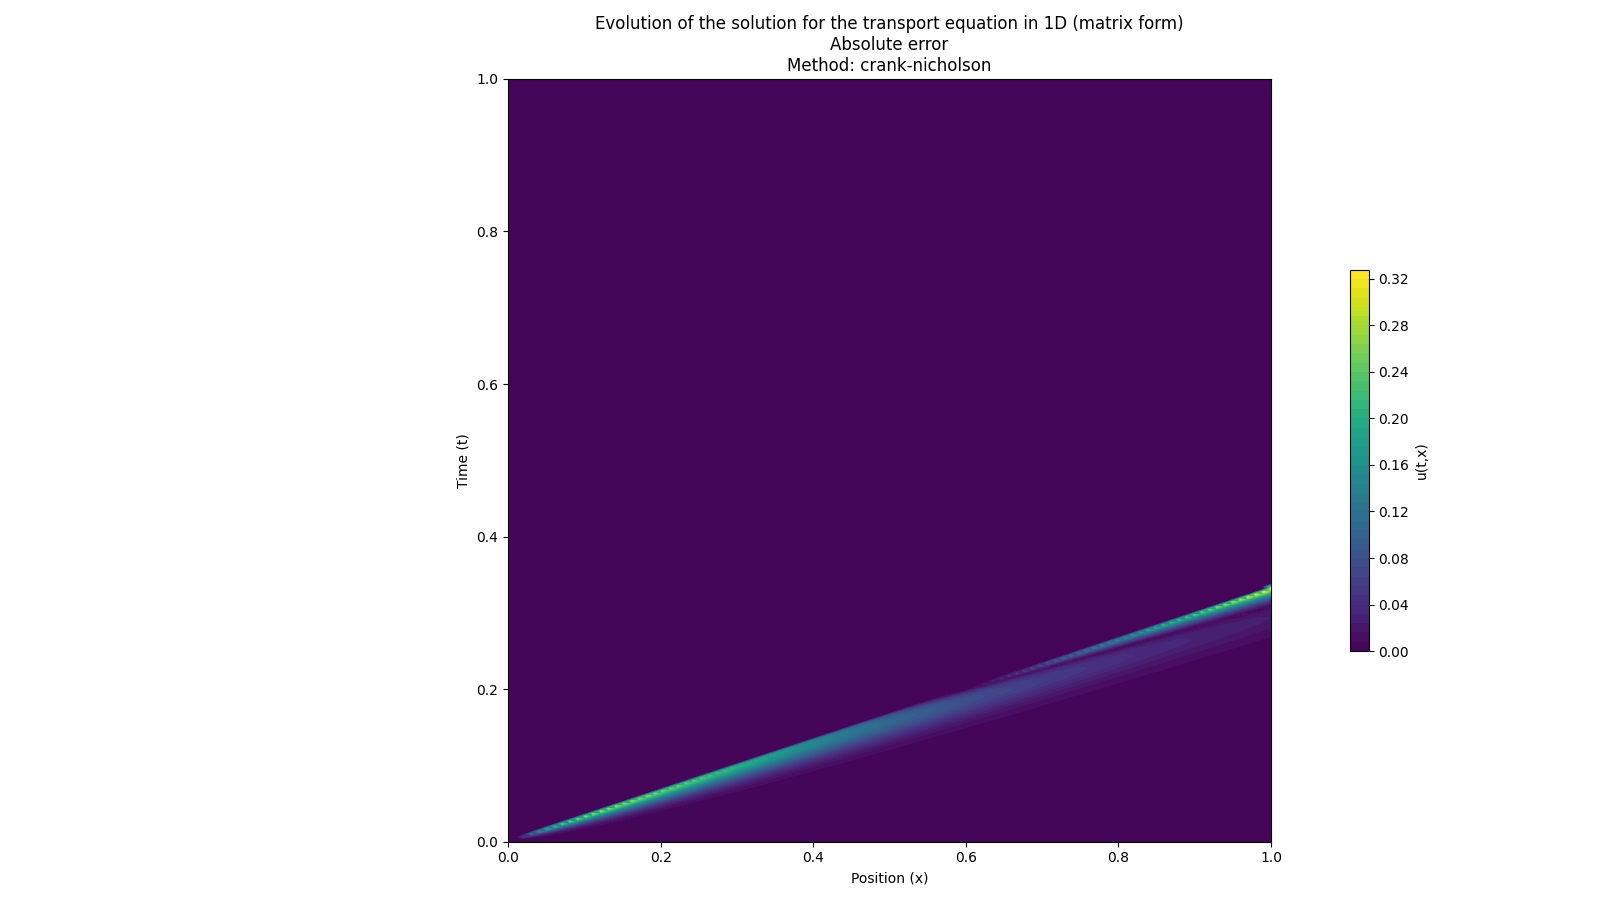 Evolution of the solution for the transport equation in 1D (matrix form)
Absolute error
Method: crank-nicholson
1.0
0.8
0.6
0.4
0.2
0.0
Time (t)
0.0 0.2 0.4 0.6 0.8 1.0
Position (x)
0.32
0.28
0.24
0.20
0.16
0.12
0.08
0.04
0.00
u(t,x)